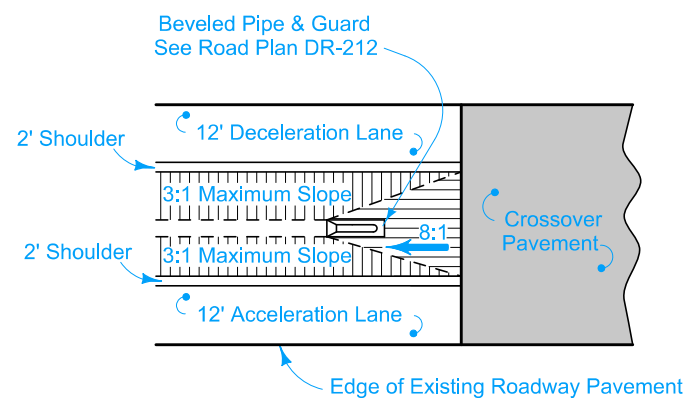 Beveled Pipe & Guard
See Road Plan DR-212
12' Deceleration Lane
2' Shoulder
3:1 Maximum Slope
8:1
Crossover
Pavement
2' Shoulder
3:1 Maximum Slope
12' Acceleration Lane
Edge of Existing Roadway Pavement